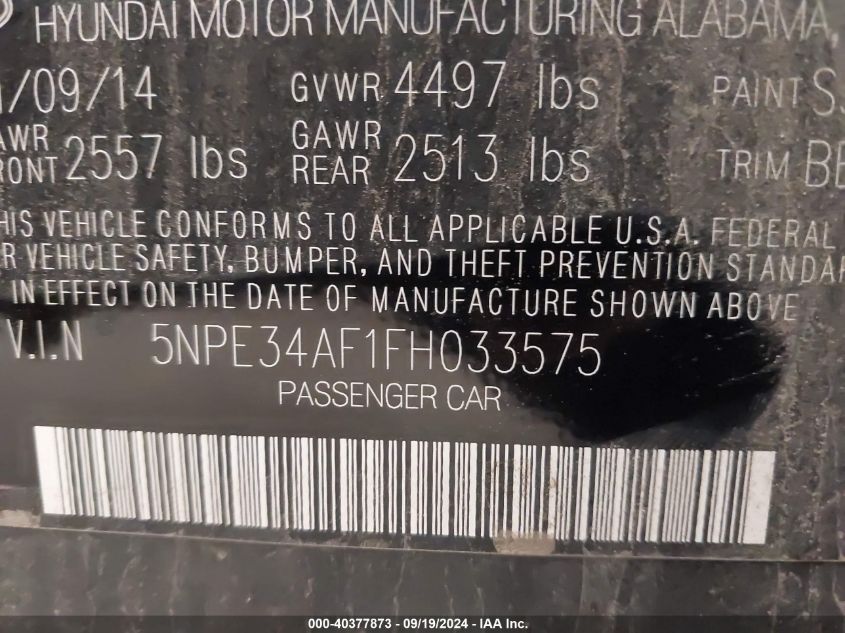 HYUNDAI MOTOR MANUFACTURING ALABAMA,
/09/14 GVWR 4497 lbs PAINT
FRONT 2557 lbs GAWR REAR 2513 lbs TRIM
THIS VEHICLE CONFORMS TO ALL APPLICABLE U.S.A. FEDERAL
R VEHICLE SAFETY, BUMPER, AND THEFT PREVENTION STANDAR
IN EFFECT ON THE DATE OF MANUFACTURE SHOWN ABOVE
V.I.N 5NPE34AF1FH033575
PASSENGER CAR
000-40377873 - 09/19/2024 - IAA Inc.